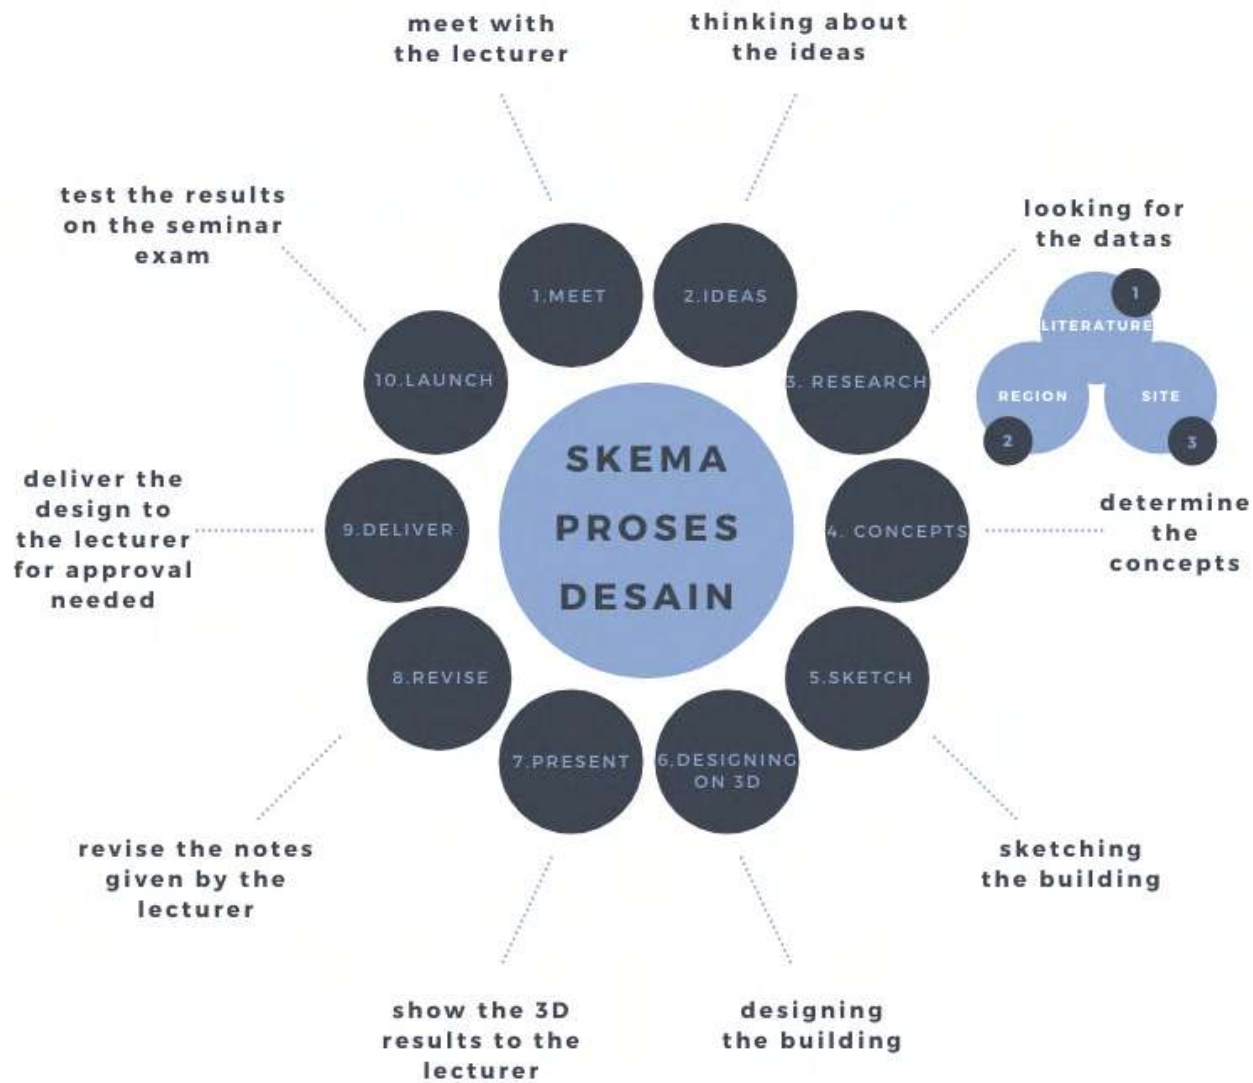 meet with
the lecturer
thinking about
the ideas
test the results
on the seminar
exam
looking for
the datas
1.MEET
2.IDEAS
1
LITERATURE
10.LAUNCH
3. RESEARCH
REGION
SITE
2
3
SKEMA
PROSES
DESAIN
deliver the
design to
the lecturer
for approval
needed
9.DELIVER
4. CONCEPTS
determine
the
concepts
8.REVISE
5.SKETCH
7.PRESENT
6.DESIGNING
ON 3D
revise the notes
given by the
lecturer
sketching
the building
show the 3D
results to the
lecturer
designing
the building